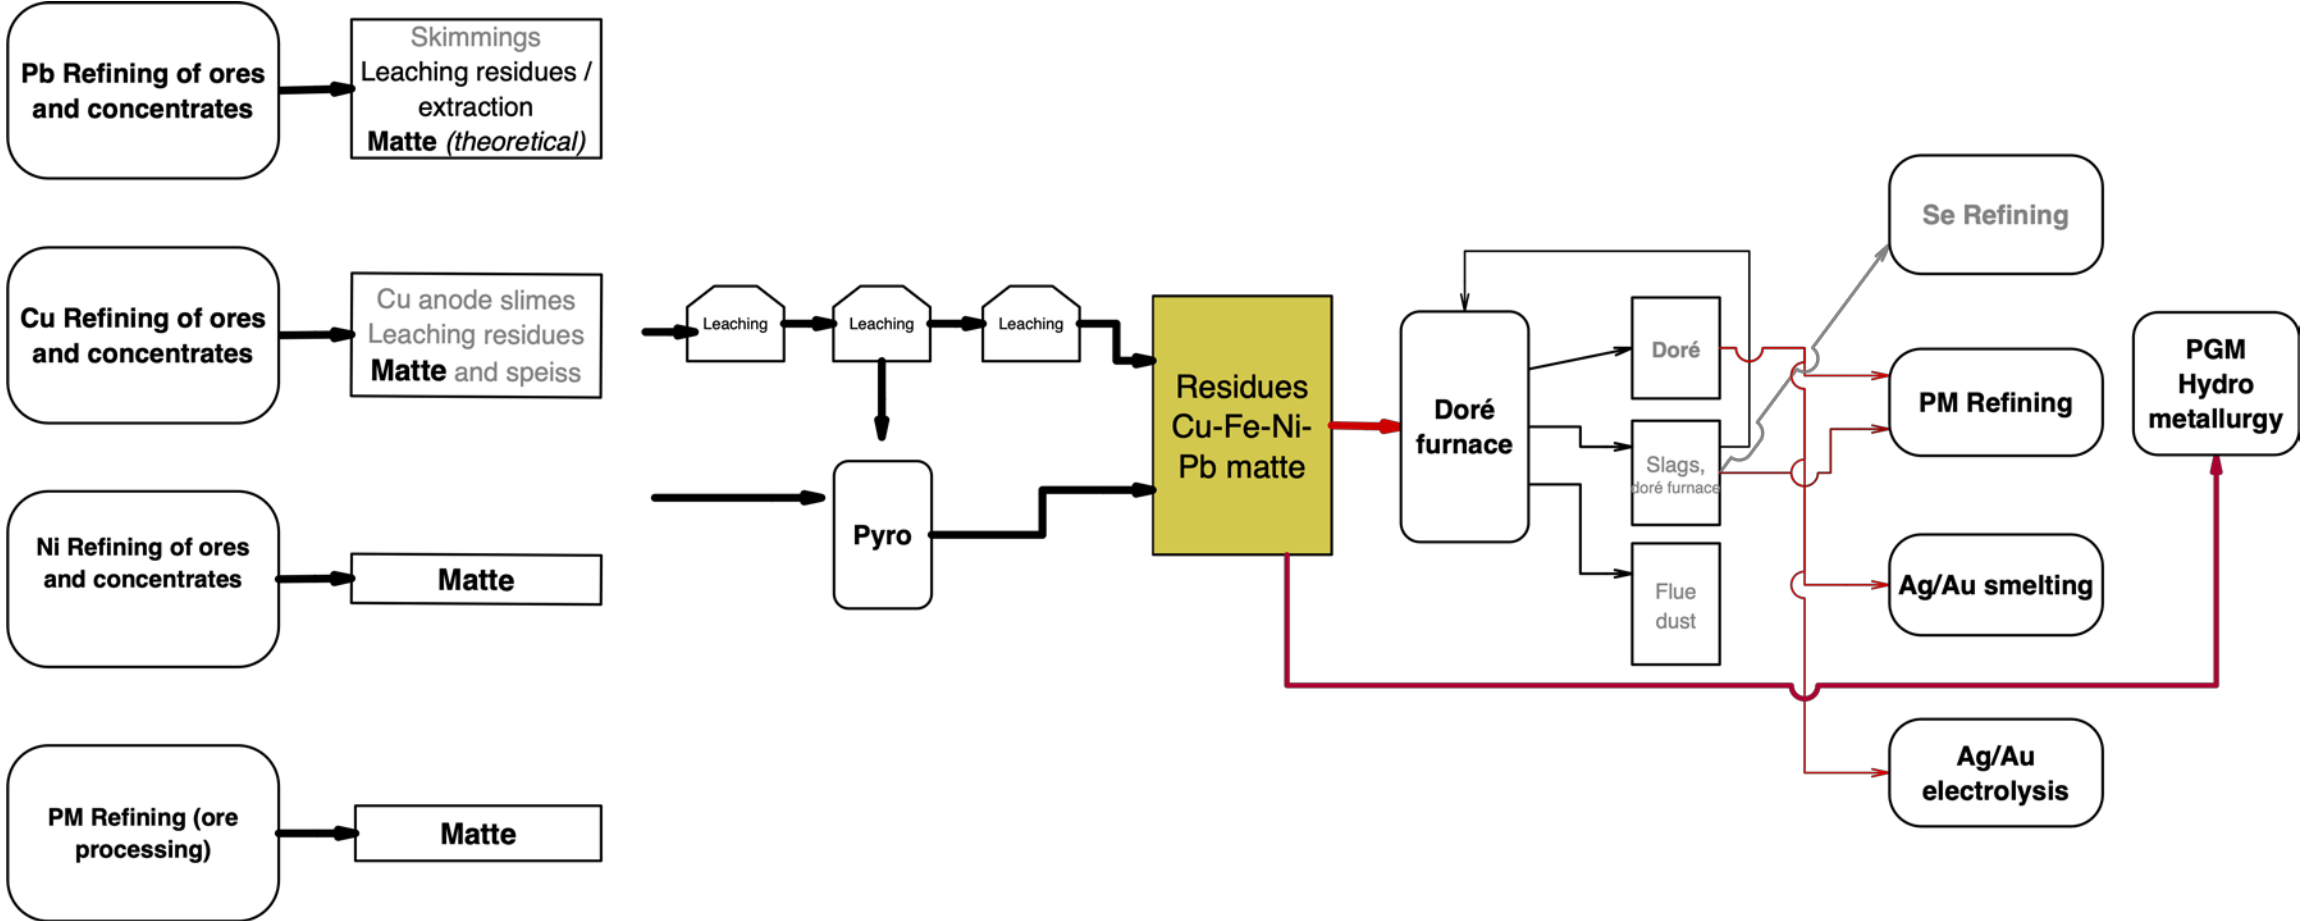 Pb Refining of ores
and concentrates
Skimmings
Leaching residues /
extraction
Matte (theoretical)
Cu Refining of ores
and concentrates
Cu anode slimes
Leaching residues
Matte and speiss
Ni Refining of ores
and concentrates
Matte
PM Refining (ore
processing)
Matte
Leaching
Leaching
Leaching
Pyro
Residues
Cu-Fe-Ni-
Pb matte
Doré
furnace
Doré
Slags,
doré furnace
Flue
dust
Se Refining
PM Refining
Ag/Au smelting
Ag/Au
electrolysis
PGM
Hydro
metallurgy